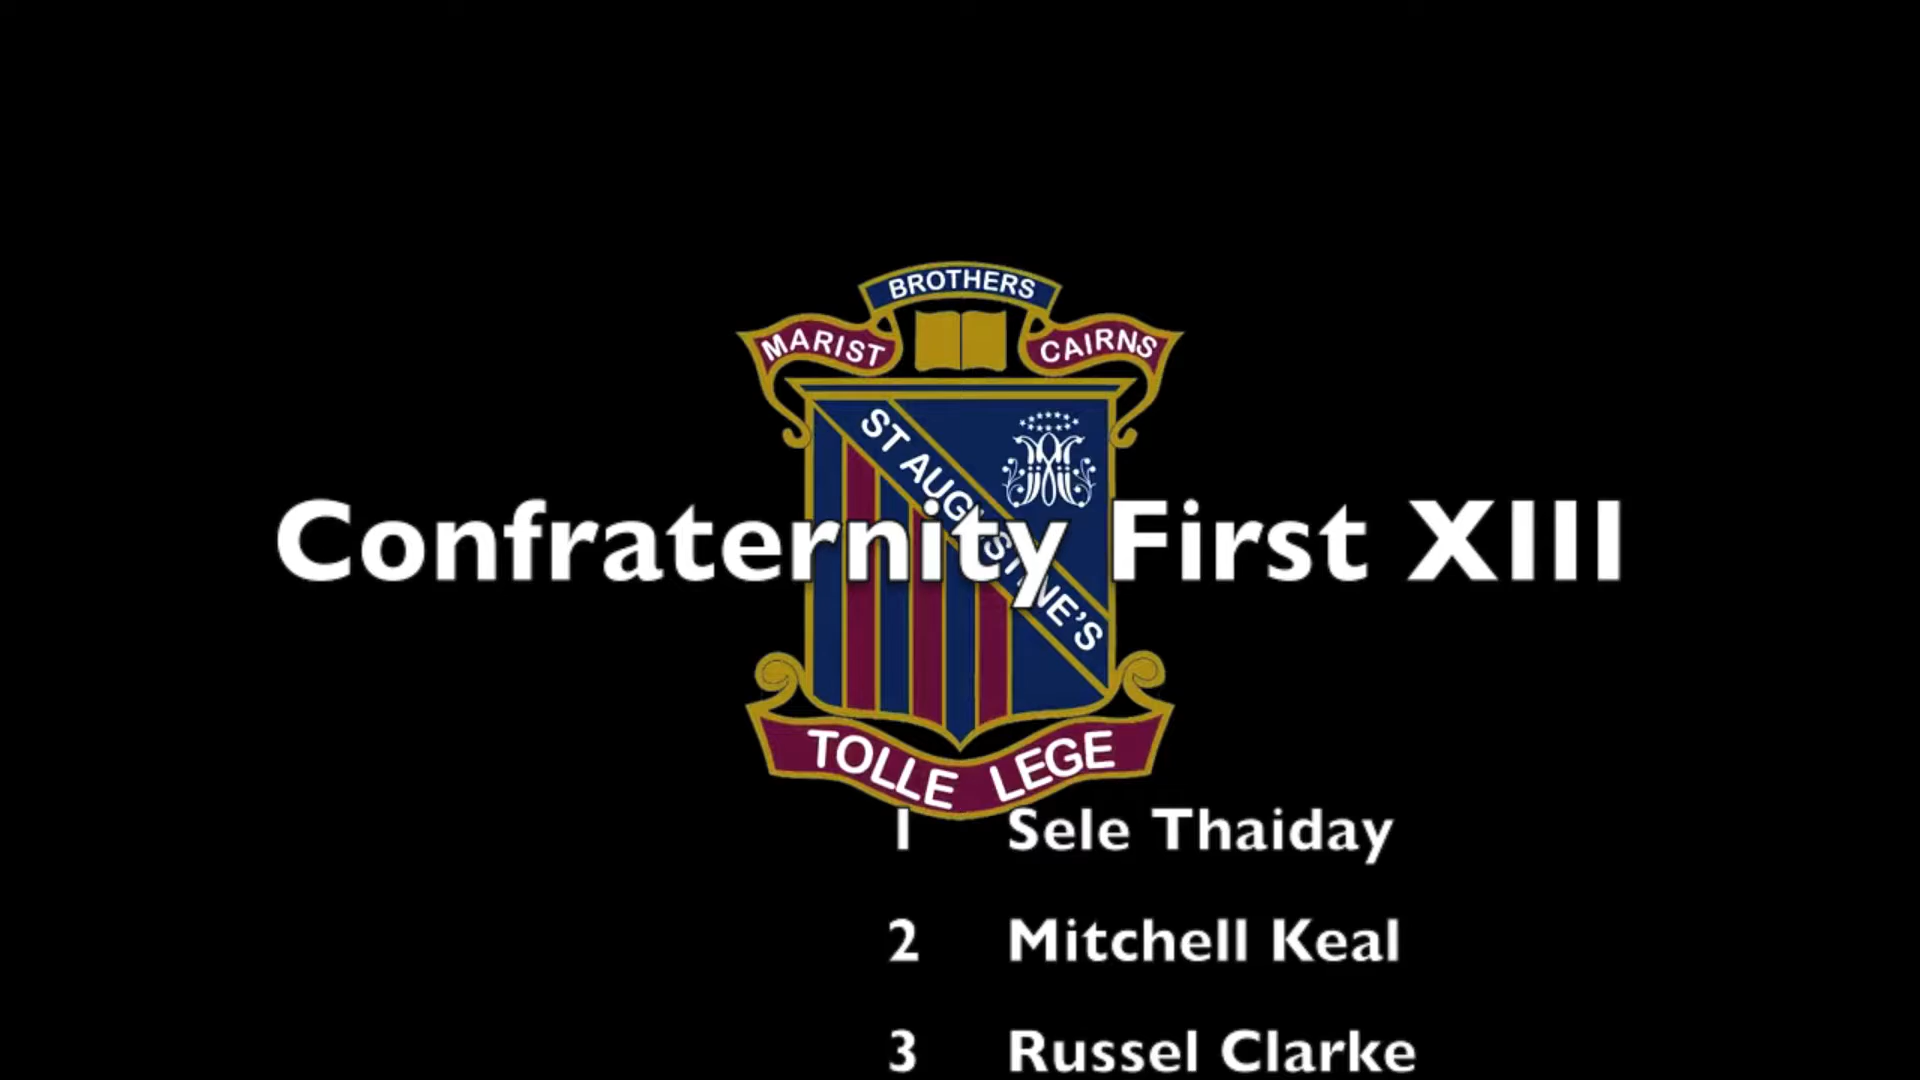 BROTHERS
MARIST
CAIRNS
ST AUGUSTINE'S
Confraternity First XIII
TOLLE LEGE
1 Sele Thaiday
2 Mitchell Keal
3 Russel Clarke